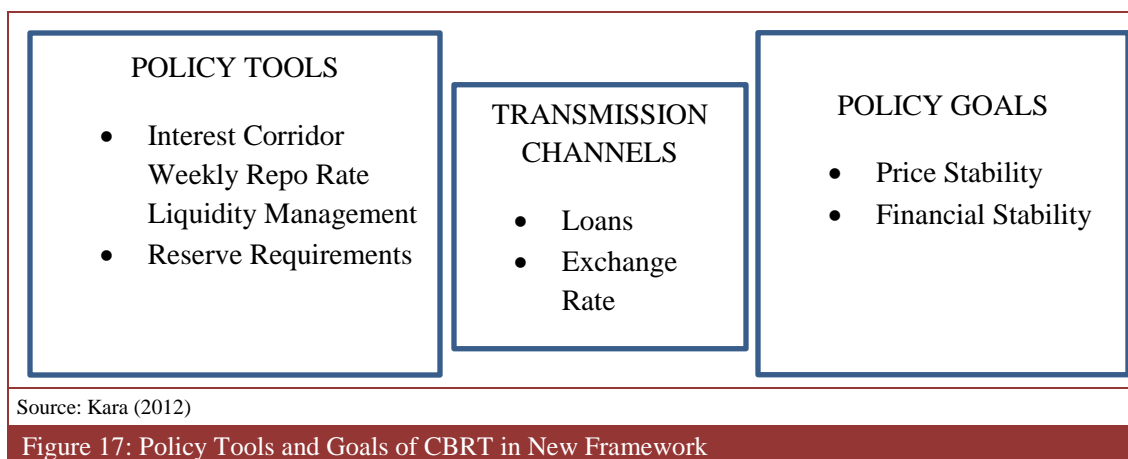 POLICY TOOLS
• Interest Corridor
Weekly Repo Rate
Liquidity Management
• Reserve Requirements
TRANSMISSION
CHANNELS
• Loans
• Exchange
Rate
POLICY GOALS
• Price Stability
• Financial Stability
Source: Kara (2012)
Figure 17: Policy Tools and Goals of CBRT in New Framework